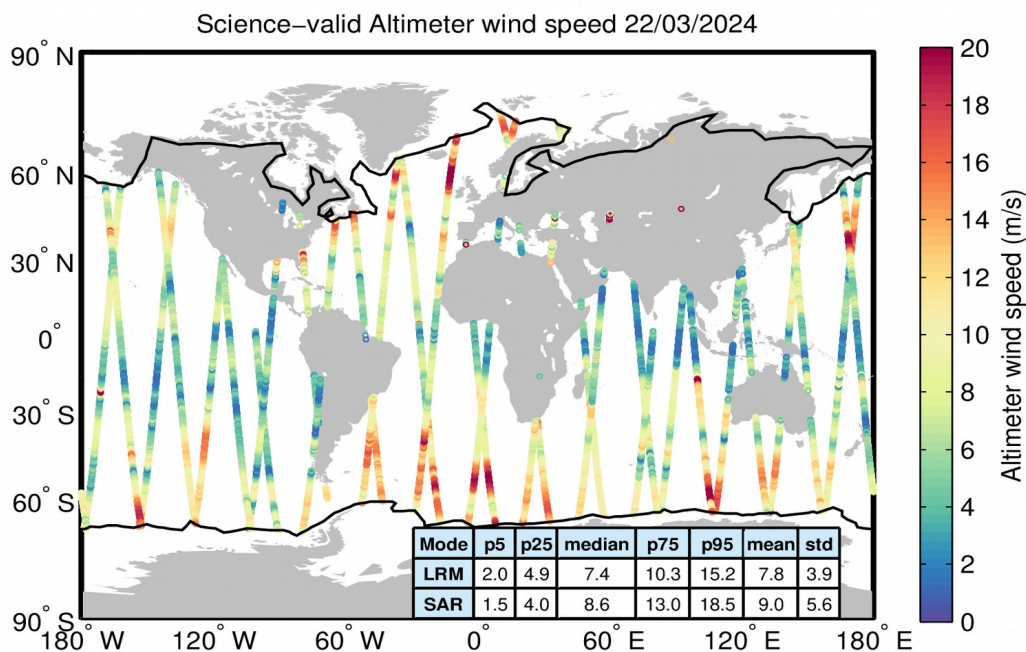 Science−valid Altimeter wind speed 22/03/2024
90° N
60° N
30° N
0°
30° S
60° S
90° S
180° W
120° W
60° W
0°
60° E
120° E
180° E
Mode p5 p25 median p75 p95 mean std
LRM 2.0 4.9 7.4 10.3 15.2 7.8 3.9
SAR 1.5 4.0 8.6 13.0 18.5 9.0 5.6
20
18
16
14
12
10
8
6
4
2
0
Altimeter wind speed (m/s)